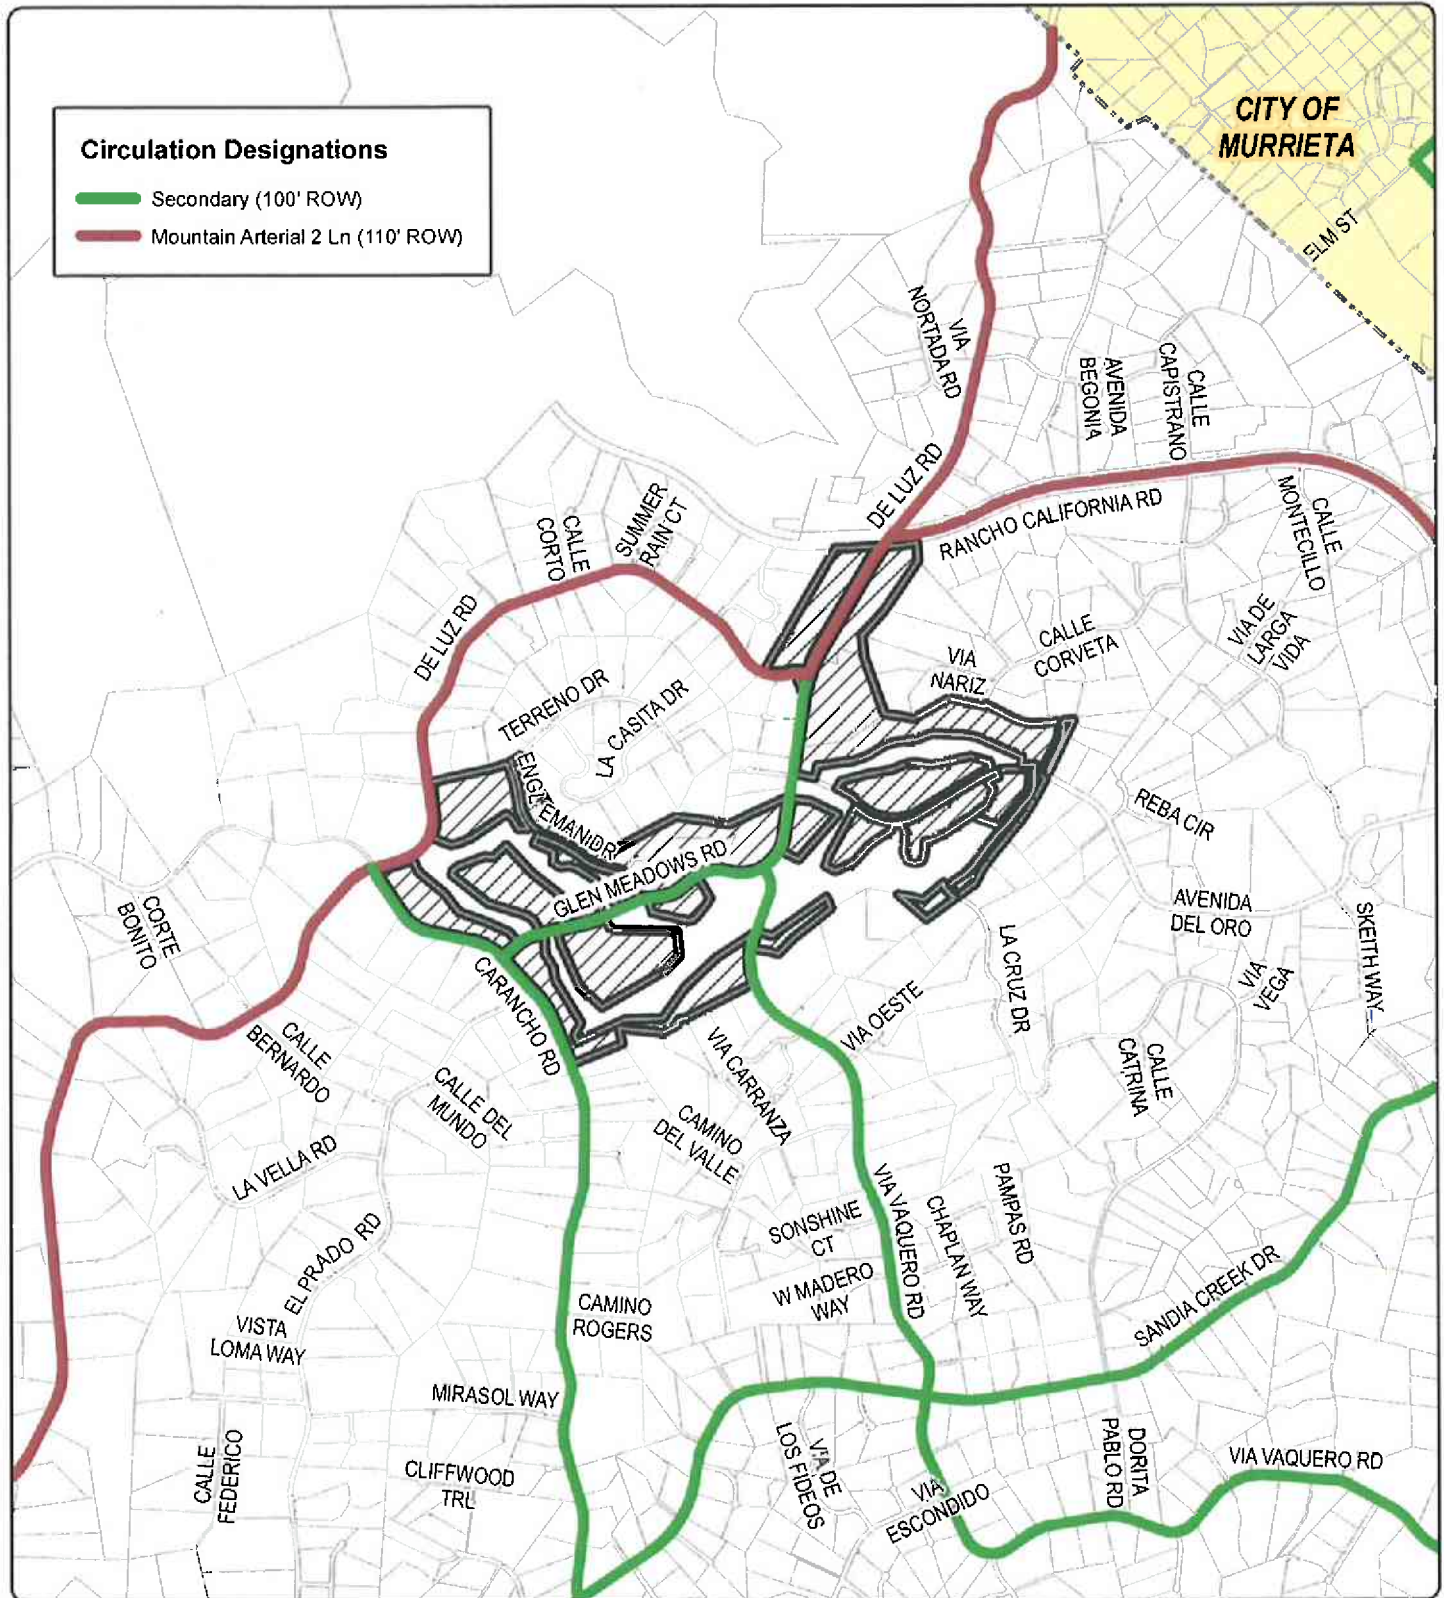 CITY OF
MURRIETA
Circulation Designations
Secondary (100' ROW)
Mountain Arterial 2 Ln (110' ROW)
ELM ST
VIA
NORTADA RD
AVENIDA
BEGONIA
CALLE
CAPISTRANO
DE LUZ RD
RANCHO CALIFORNIA RD
CALLE
MONTECILLO
SUMMER
RAIN CT
CALLE
CORTO
DE LUZ RD
VIA DE
LARGA
VIDA
CALLE
CORVETA
VIA
NARIZ
TERRENO DR
LA CASITA DR
ENGLEMANN DR
REBA CIR
GLEN MEADOWS RD
CORTE
BONITO
AVENIDA
DEL ORO
SKEITH WAY
CARANCHO RD
LA CRUZ DR
VIA
VEGA
VIA OESTE
CALLE
BERNARDO
VIA CARRANZA
CALLE
CATRINA
CALLE DEL
MUNDO
CAMINO
DEL VALLE
LA VELLA RD
VIA VAQUERO RD
PAMPAS RD
CHAPLAN WAY
SONSHINE
CT
EL PRADO RD
W MADERO
WAY
SANDIA CREEK DR
CAMINO
ROGERS
VISTA
LOMA WAY
MIRASOL WAY
CALLE
FEDERICO
CLIFFWOOD
TRL
VIA DE
LOS FIDEOS
VIA
ESCONDIDO
DORITA
PABLO RD
VIA VAQUERO RD